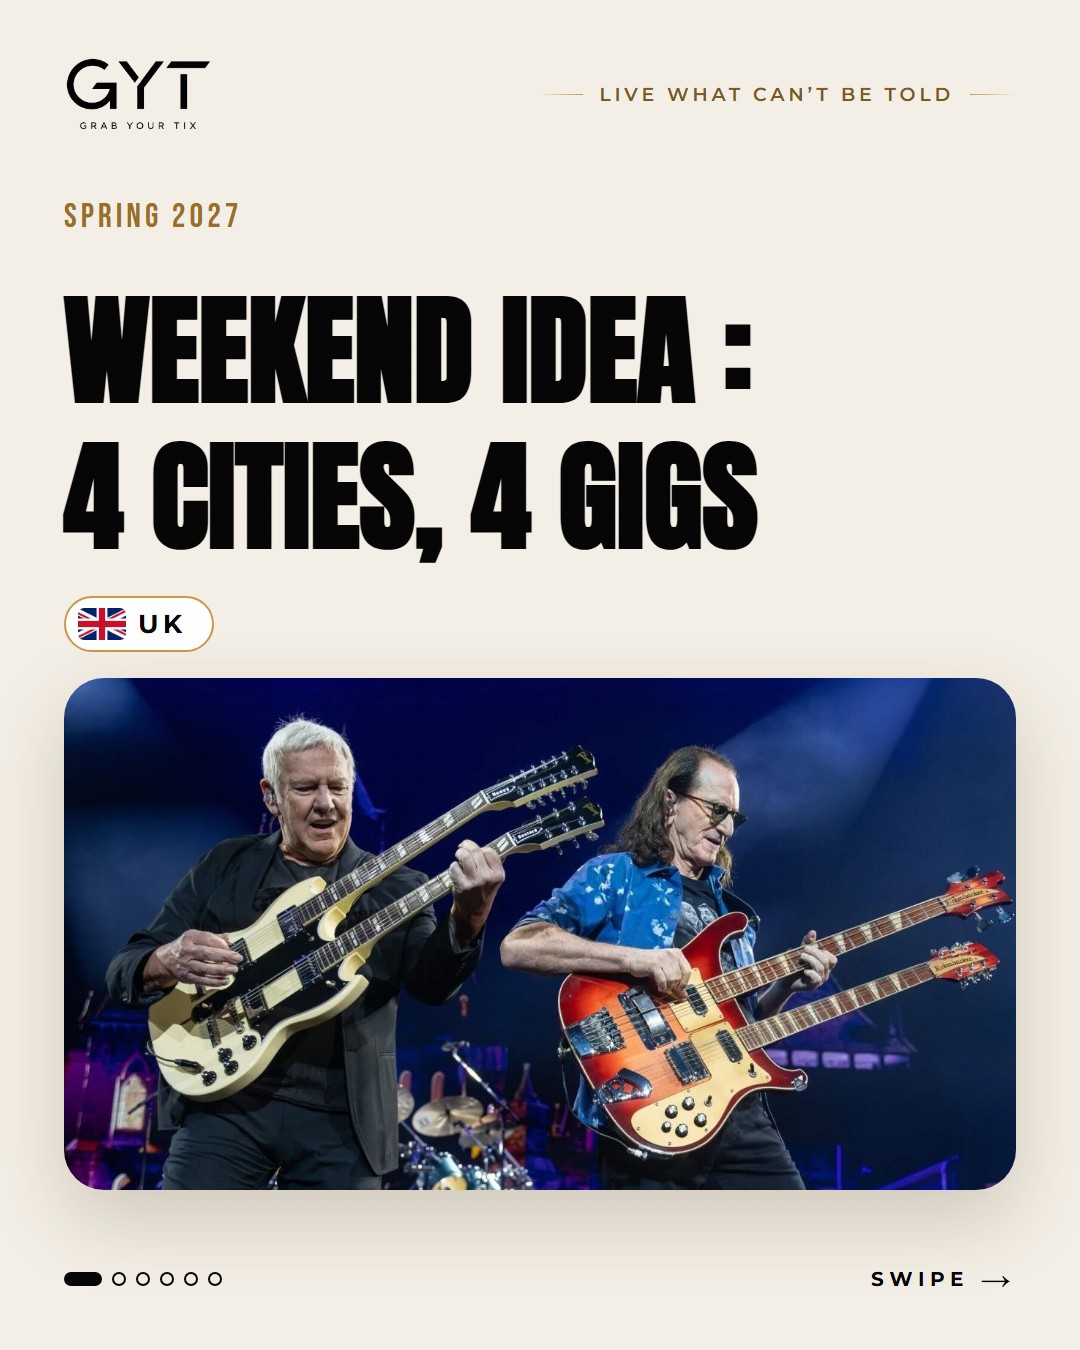 GYT
GRAB YOUR TIX
LIVE WHAT CAN’T BE TOLD
SPRING 2027
WEEKEND IDEA :
4 CITIES, 4 GIGS
UK
SWIPE →